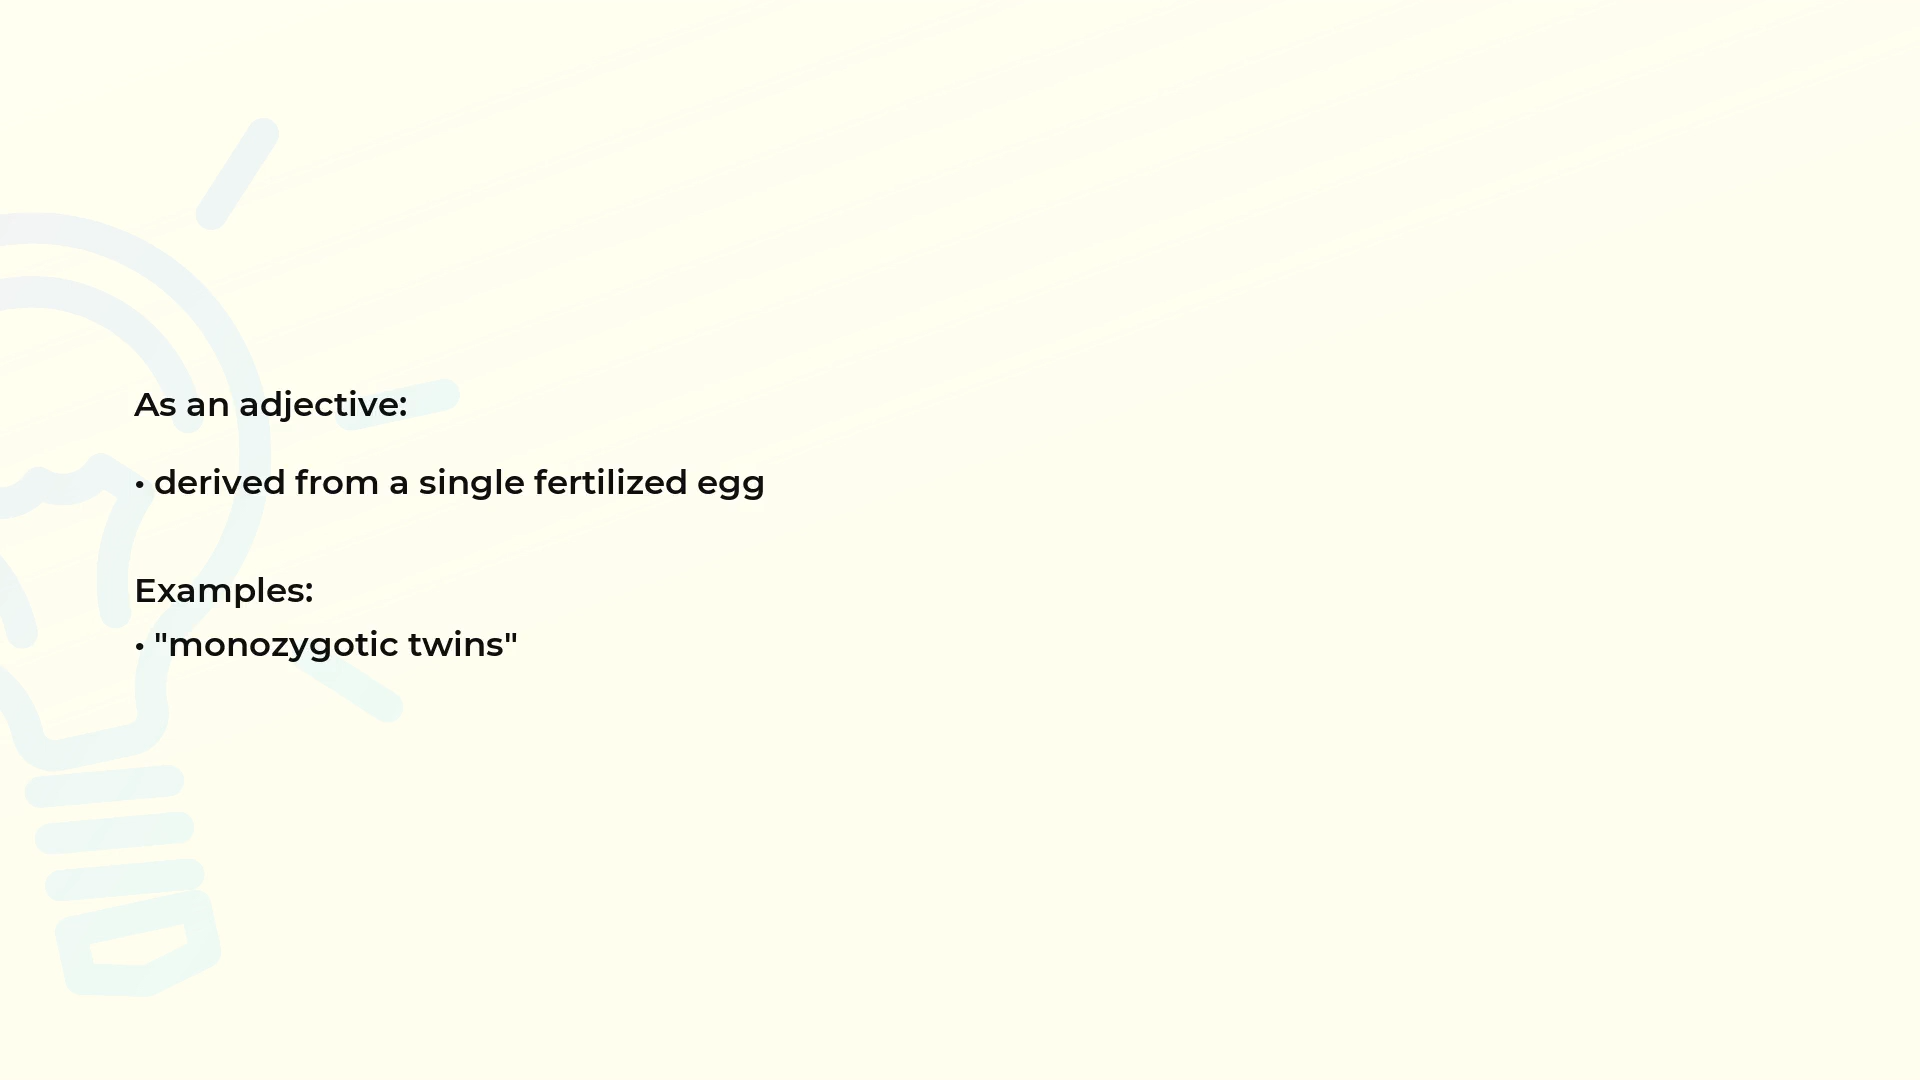 As an adjective:
• derived from a single fertilized egg
Examples:
• "monozygotic twins"